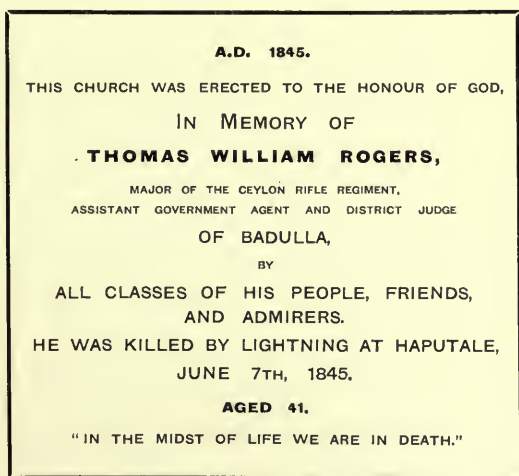 A.D. 1845.
THIS CHURCH WAS ERECTED TO THE HONOUR OF GOD,
IN MEMORY OF
THOMAS WILLIAM ROGERS,
MAJOR OF THE CEYLON RIFLE REGIMENT,
ASSISTANT GOVERNMENT AGENT AND DISTRICT JUDGE
OF BADULLA,
BY
ALL CLASSES OF HIS PEOPLE, FRIENDS,
AND ADMIRERS.
HE WAS KILLED BY LIGHTNING AT HAPUTALE,
JUNE 7TH, 1845.
AGED 41.
"IN THE MIDST OF LIFE WE ARE IN DEATH."